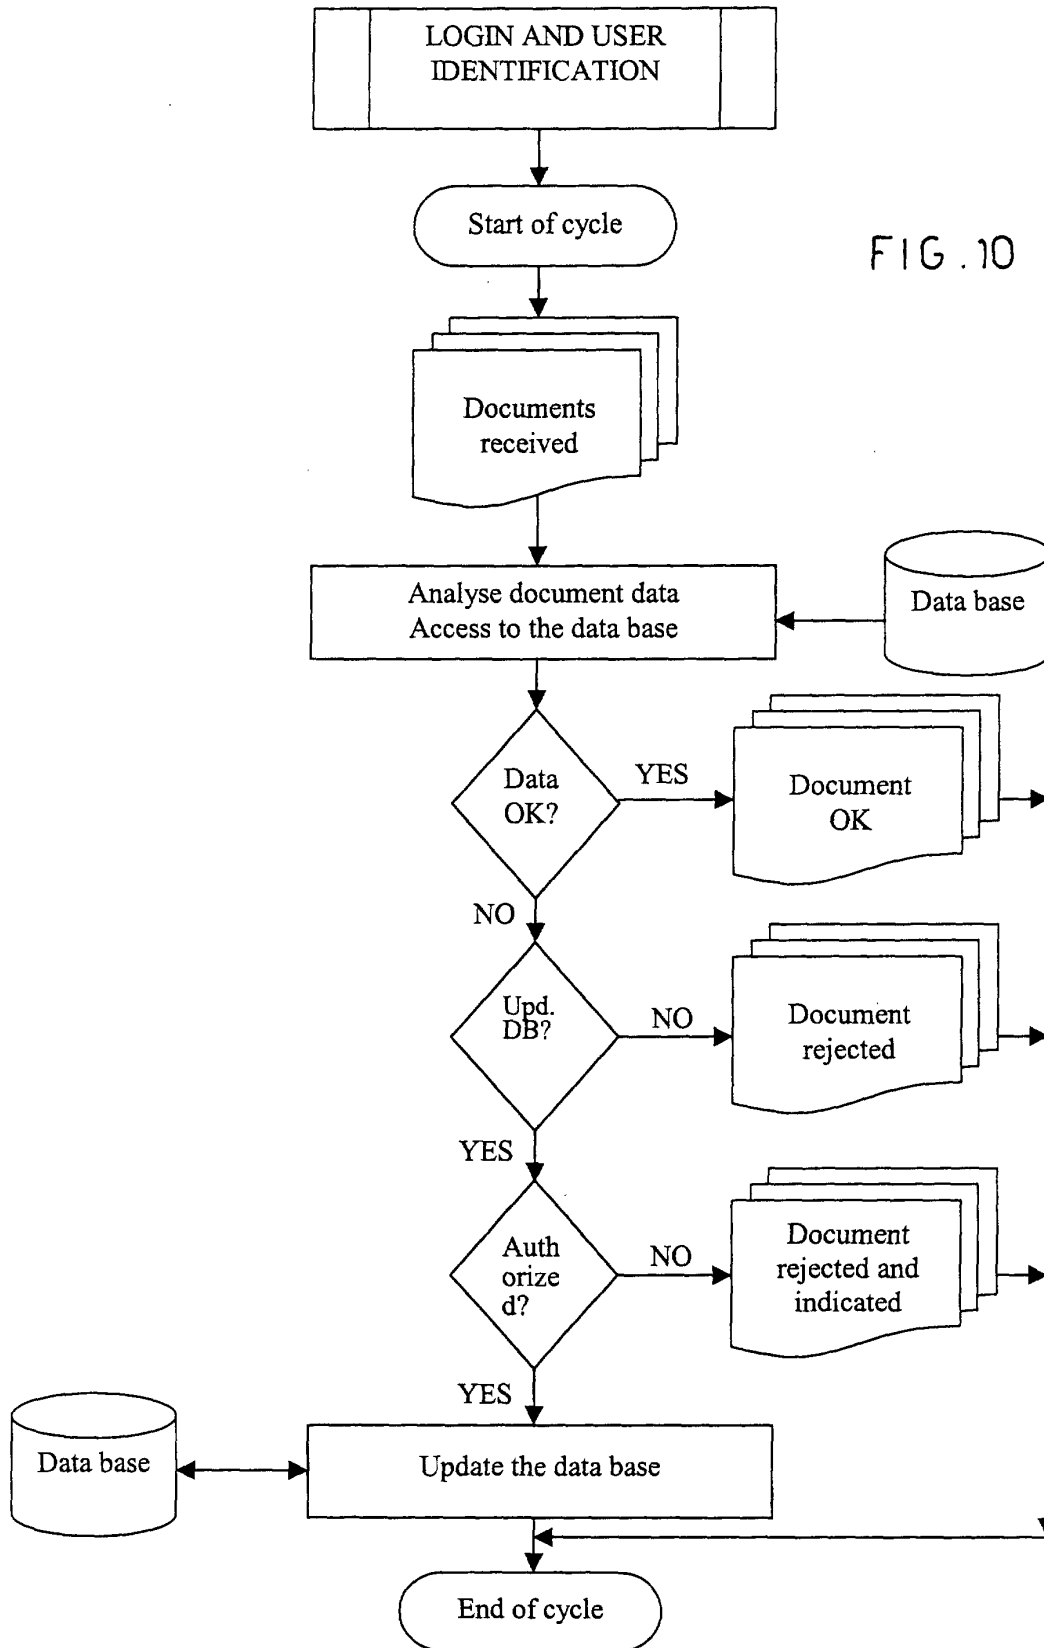 LOGIN AND USER
IDENTIFICATION
Start of cycle
FIG.10
Documents
received
Analyse document data
Access to the data base
Data base
Data
OK?
YES
Document
OK
NO
Upd.
DB?
NO
Document
rejected
YES
Auth
orize
d?
NO
Document
rejected and
indicated
YES
Data base
Update the data base
End of cycle